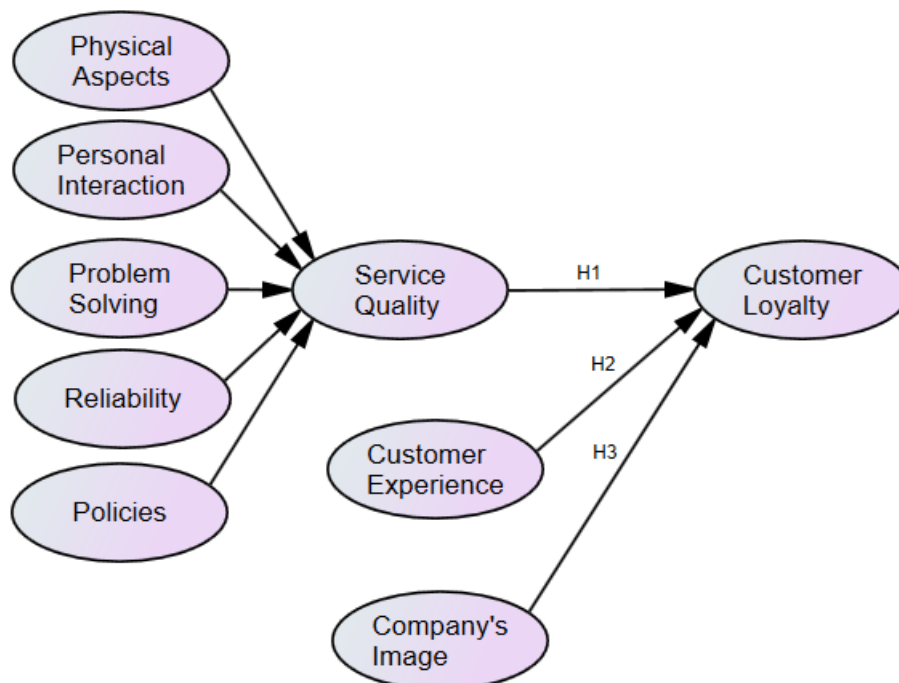 Physical
Aspects
Personal
Interaction
Problem
Solving
Reliability
Policies
Service
Quality
H1
Customer
Loyalty
H2
Customer
Experience
H3
Company's
Image